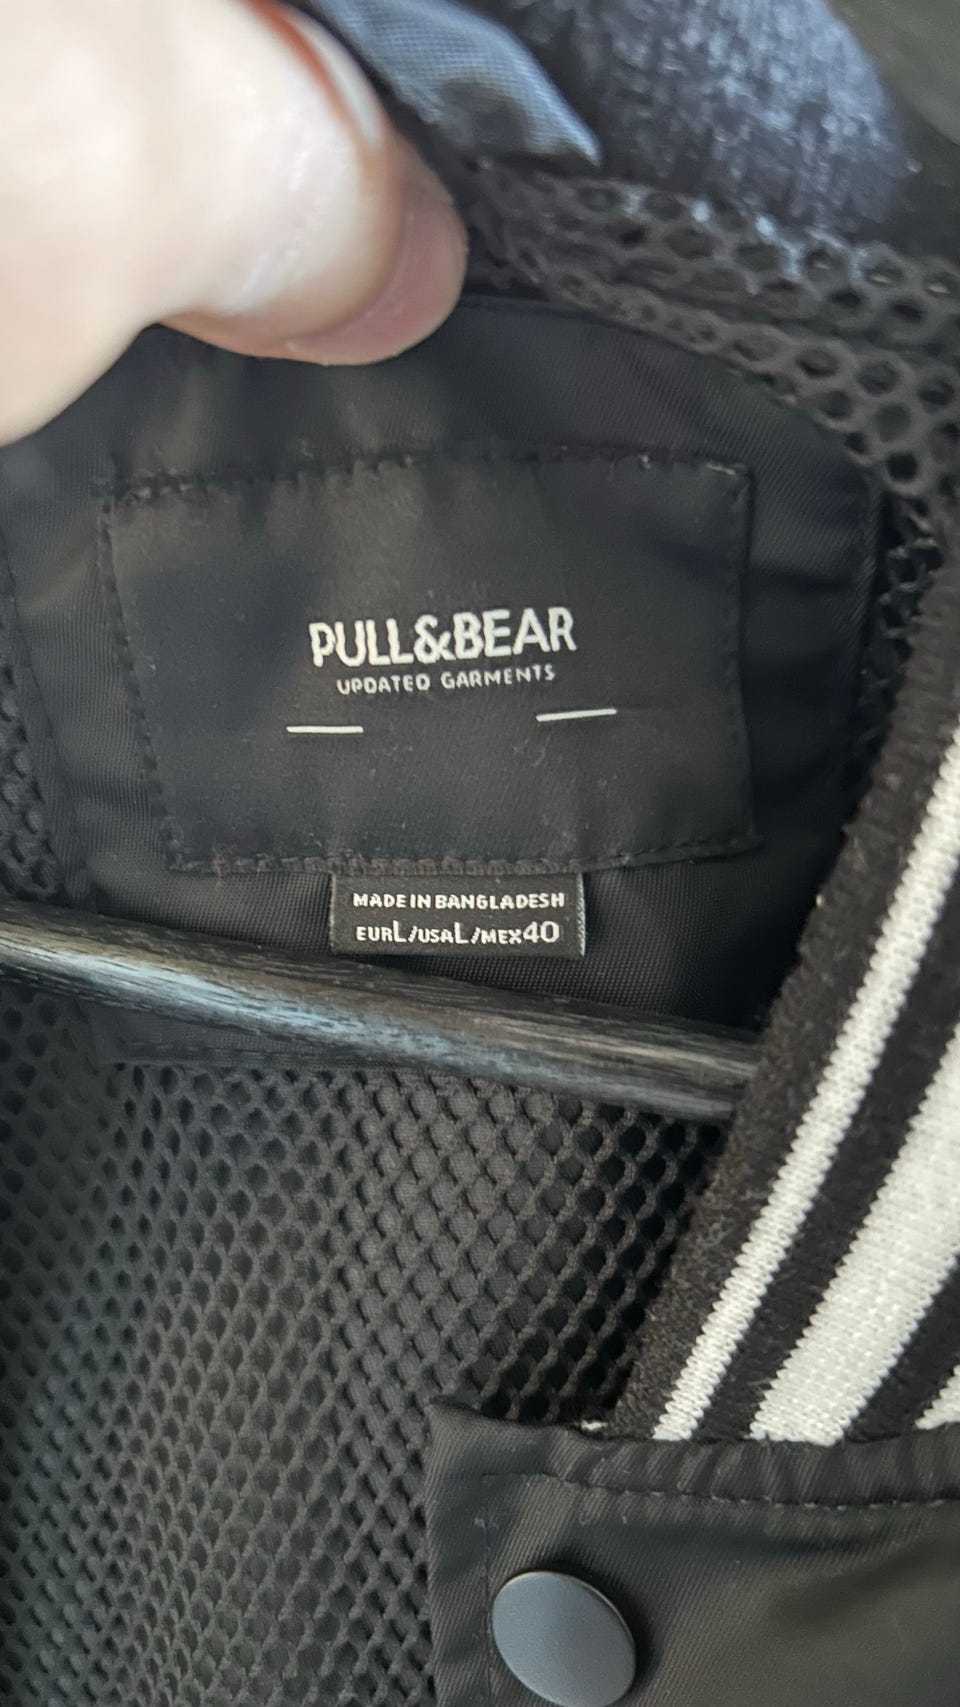 PULL&BEAR
UPDATED GARMENTS
MADE IN BANGLADESH
EURL/USAL/MEX40